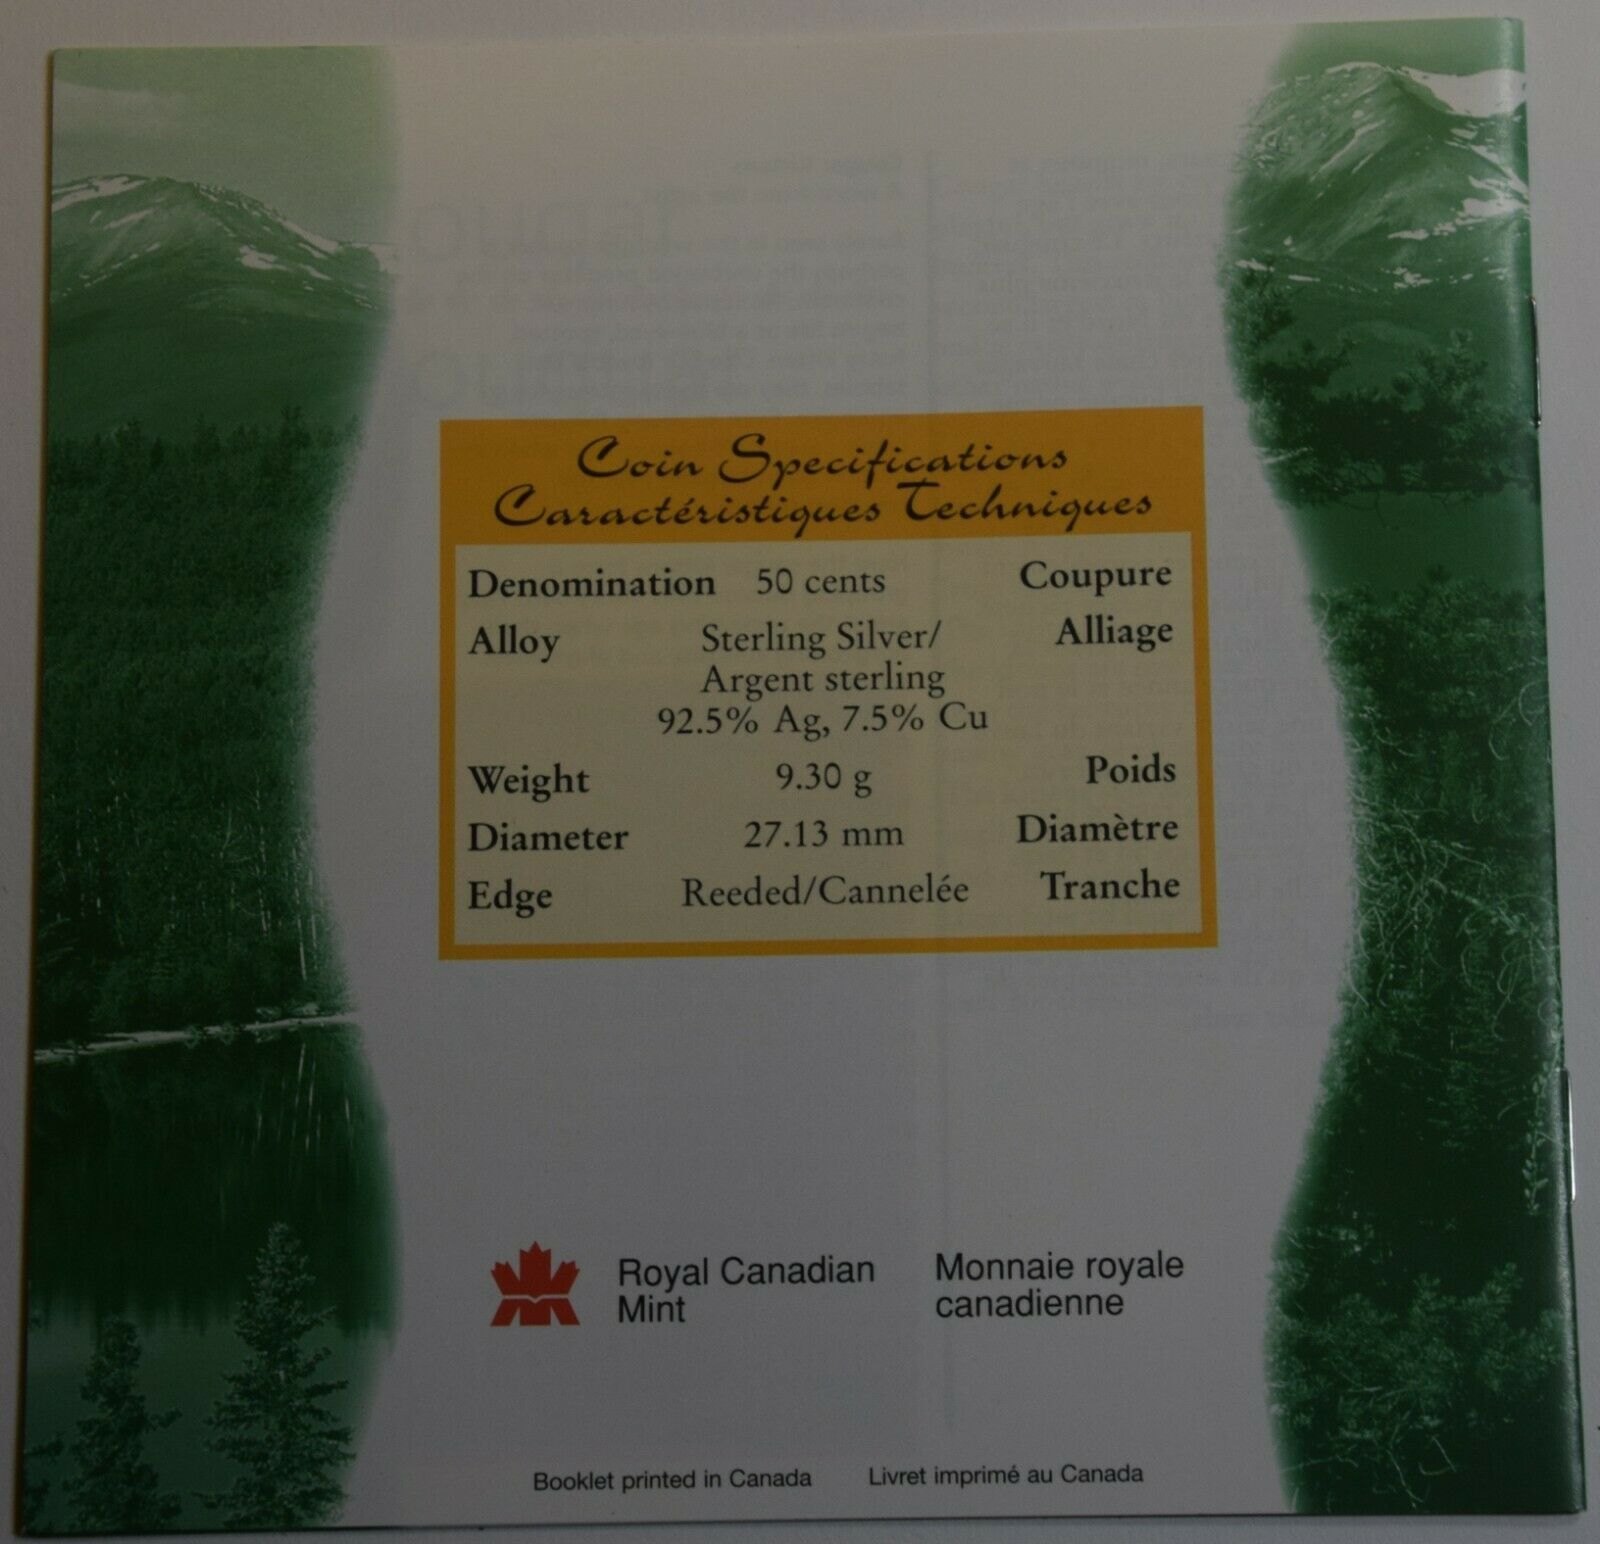 Coin Specifications
Caractéristiques Techniques
Denomination 50 cents Coupure
Alloy Sterling Silver/ Alliage
Argent sterling
92.5% Ag, 7.5% Cu
Weight 9.30 g Poids
Diameter 27.13 mm Diamètre
Edge Reeded/Cannelée Tranche
Royal Canadian Monnaie royale
Mint canadienne
Booklet printed in Canada Livret imprimé au Canada